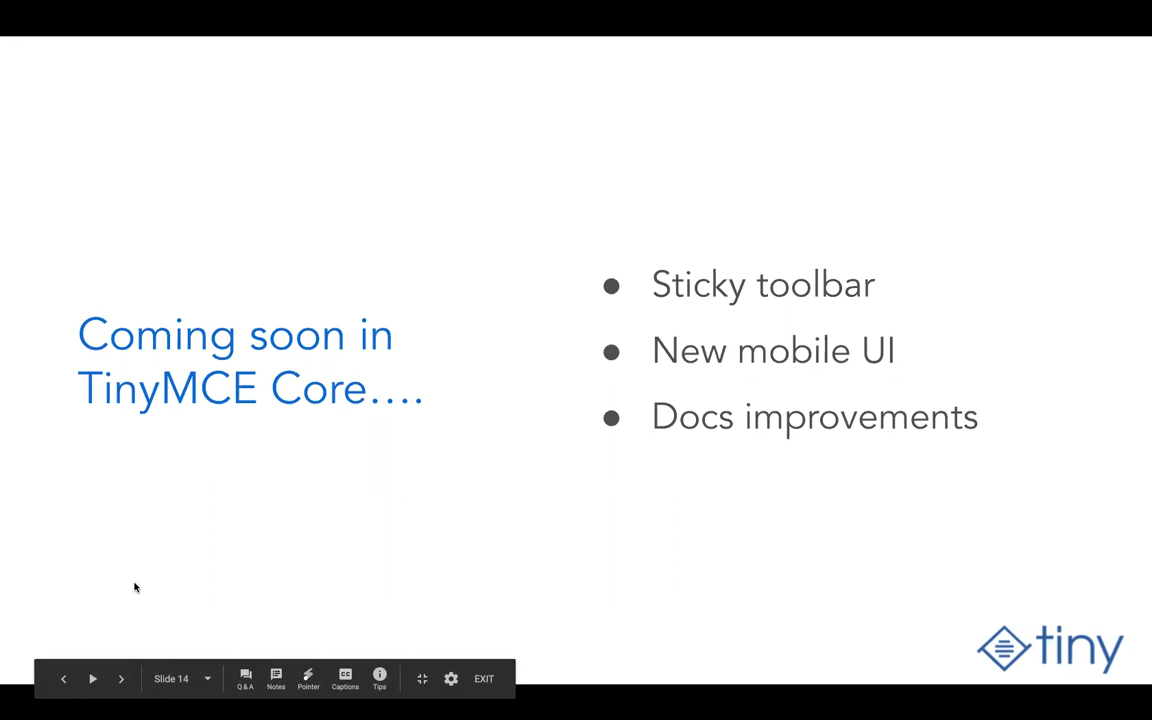 Coming soon in
TinyMCE Core....
● Sticky toolbar
● New mobile UI
● Docs improvements
tiny
Slide 14
Q & A
Notes
Pointer
CC
Captions
Tips
EXIT